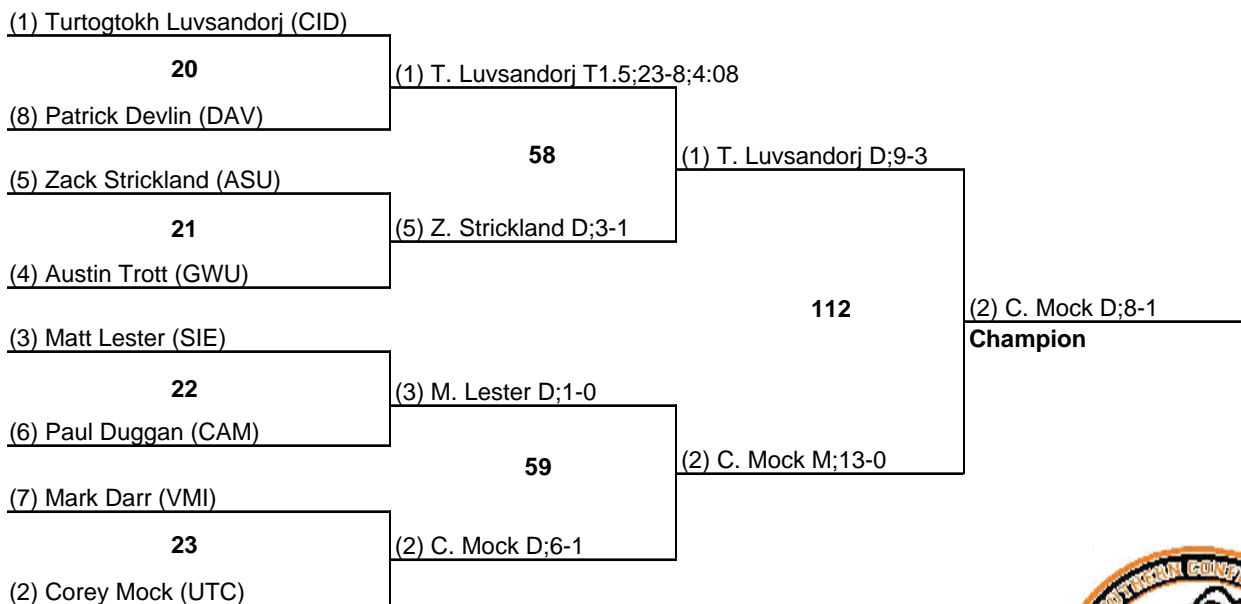 (1) Turtogtokh Luvsandorj (CID)
20
(1) T. Luvsandorj T1.5;23-8;4:08
(8) Patrick Devlin (DAV)
58
(1) T. Luvsandorj D;9-3
(5) Zack Strickland (ASU)
21
(5) Z. Strickland D;3-1
(4) Austin Trott (GWU)
112
(2) C. Mock D;8-1
Champion
(3) Matt Lester (SIE)
22
(3) M. Lester D;1-0
(6) Paul Duggan (CAM)
59
(2) C. Mock M;13-0
(7) Mark Darr (VMI)
23
(2) C. Mock D;6-1
(2) Corey Mock (UTC)